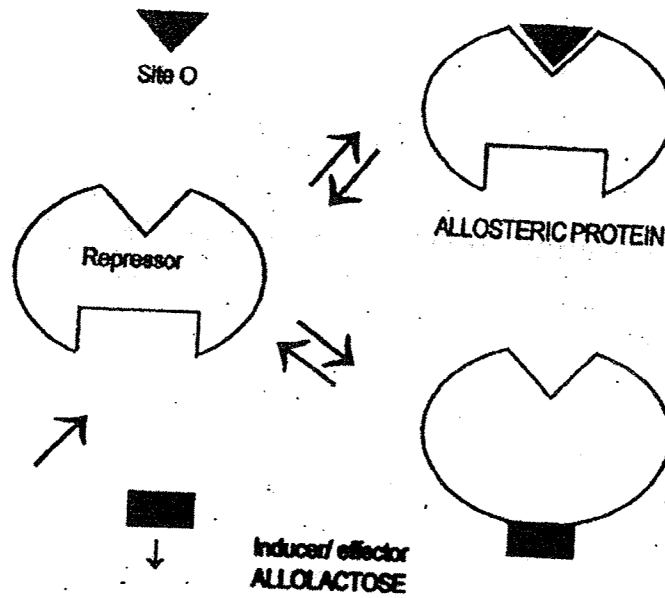 Site O
ALLOSTERIC PROTEIN
Repressor
Inducer/ effector
ALLOLACTOSE